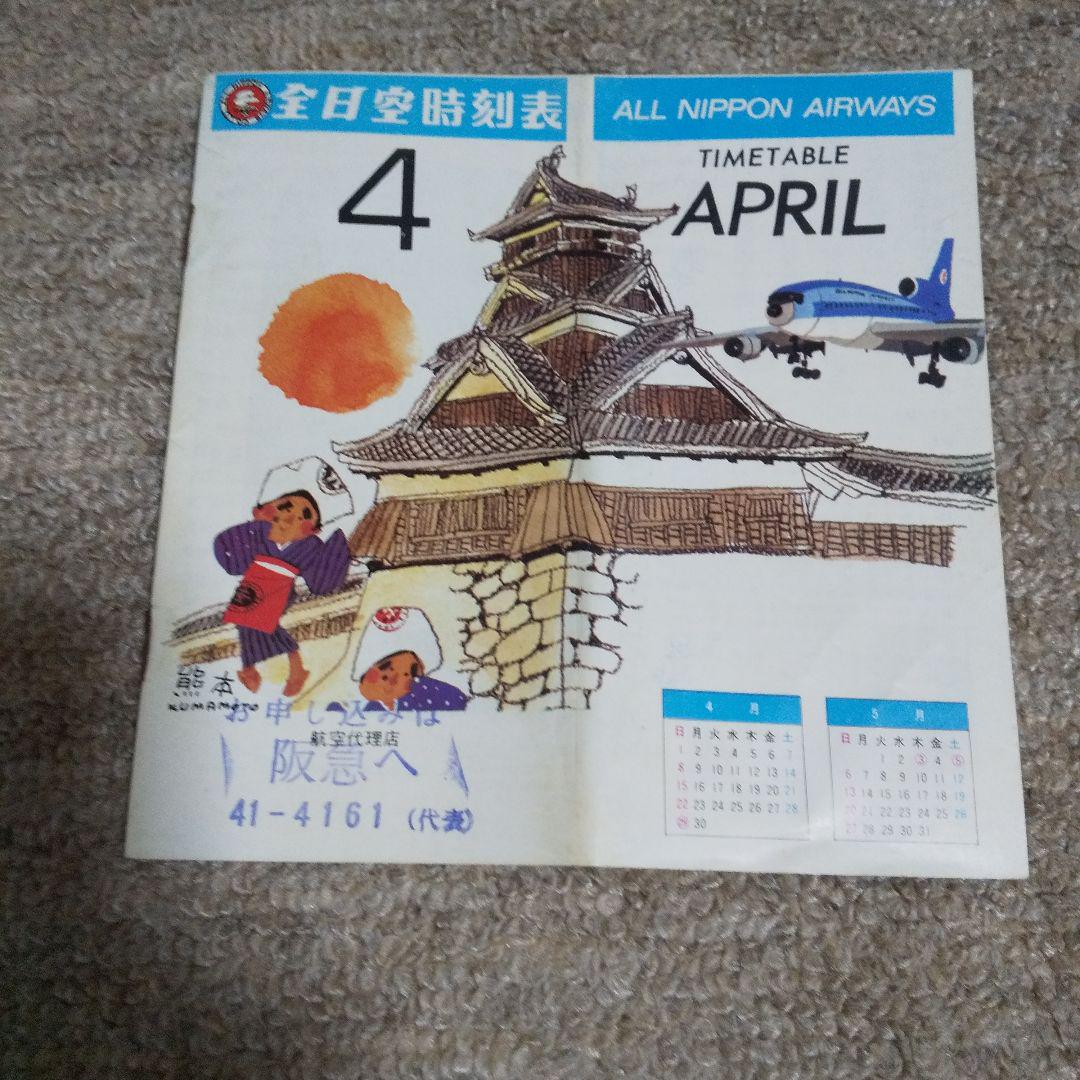 全日空時刻表
ALL NIPPON AIRWAYS
4
TIMETABLE
APRIL
熊本
KUMAMOTO
お申し込みは
航空代理店
阪急へ
41-4161 (代表)
4 月
日 月 火 水 木 金 土
1 2 3 4 5 6 7
8 9 10 11 12 13 14
15 16 17 18 19 20 21
22 23 24 25 26 27 28
29 30
5 月
日 月 火 水 木 金 土
1 2 3 4 5
6 7 8 9 10 11 12
13 14 15 16 17 18 19
20 21 22 23 24 25 26
27 28 29 30 31